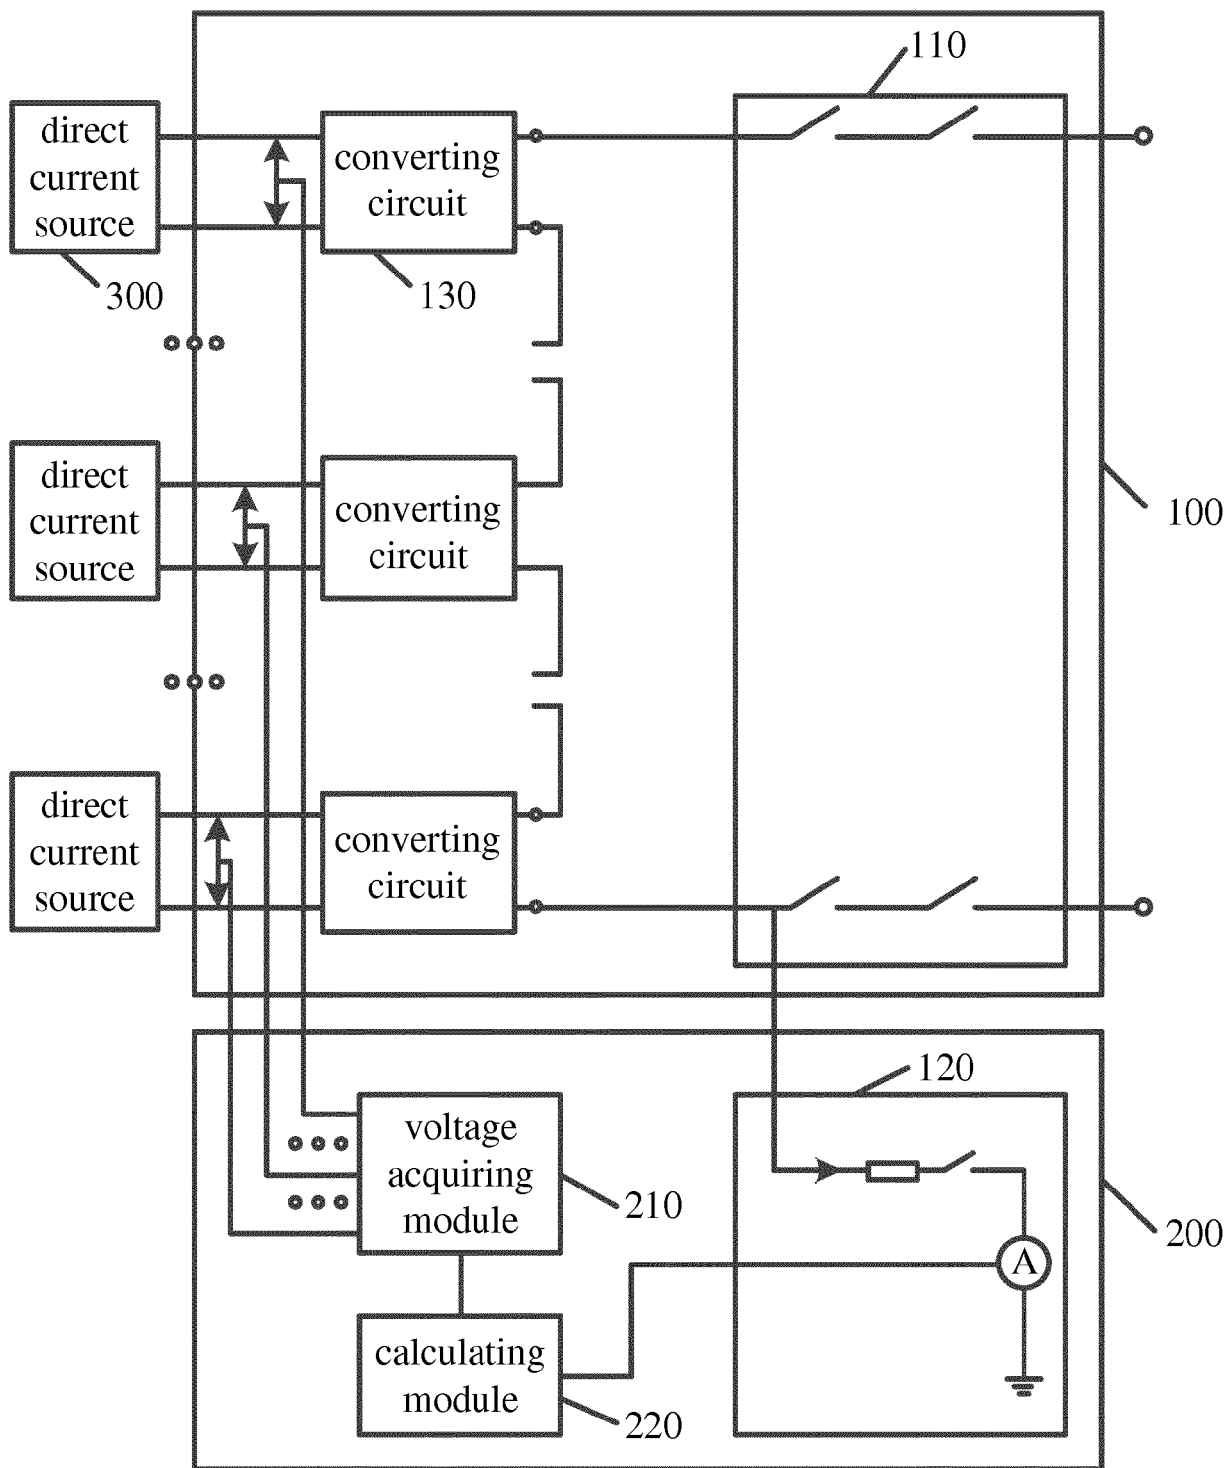 110
direct
current
source
converting
circuit
300
130
direct
current
source
converting
circuit
100
direct
current
source
converting
circuit
120
voltage
acquiring
module
210
200
A
calculating
module
220